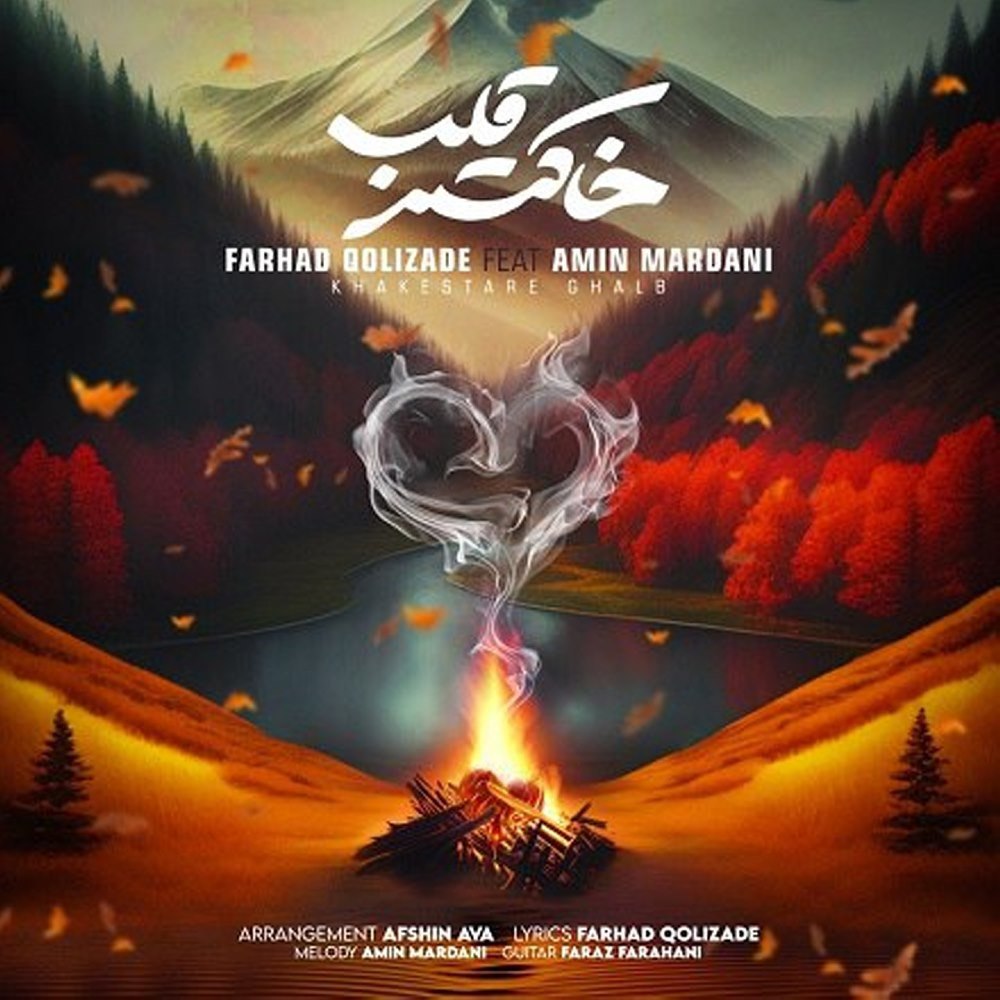 خاکستر قلب
FARHAD QOLIZADE FEAT AMIN MARDANI
KHAKESTARE GHALB
ARRANGEMENT AFSHIN AVA LYRICS FARHAD QOLIZADE
MELODY AMIN MARDANI GUITAR FARAZ FARAHANI